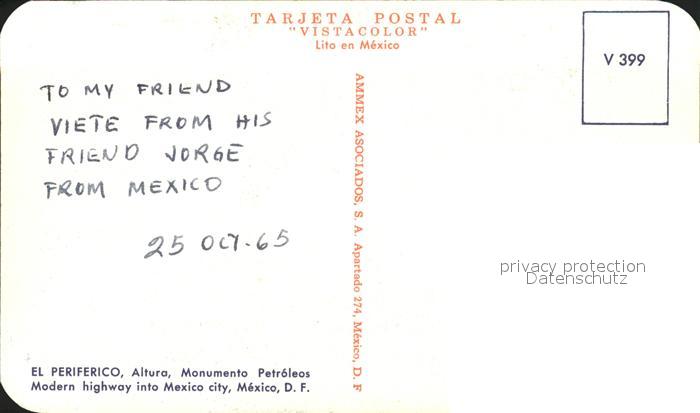 TARJETA POSTAL
"VISTACOLOR"
Lito en México
V 399
TO MY FRIEND
VIETE FROM HIS
FRIEND JORGE
FROM MEXICO
25 OCT. 65
AMMEX ASOCIADOS, S. A. Apartado 274, México, D. F
privacy protection
Datenschutz
EL PERIFERICO, Altura, Monumento Petróleos
Modern highway into Mexico city, México, D. F.